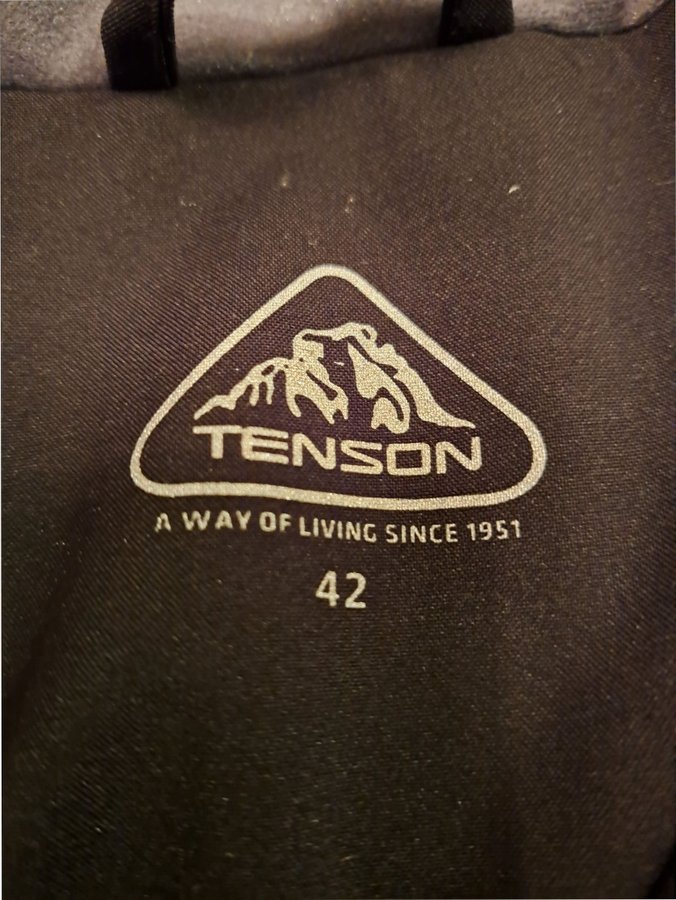 TENSON
A WAY OF LIVING SINCE 1951
42